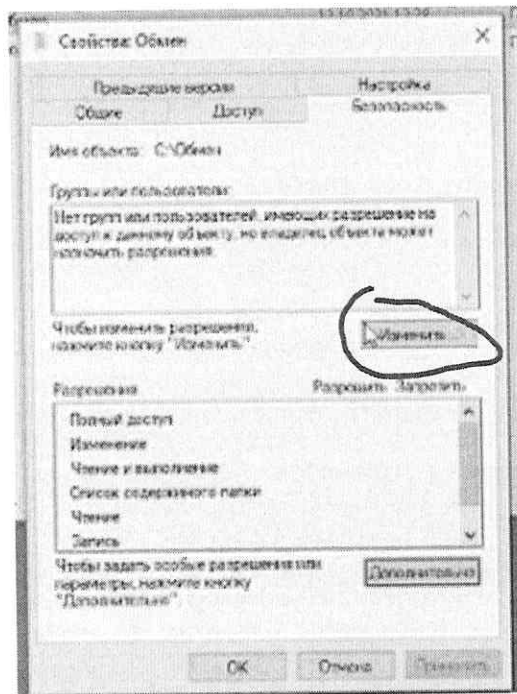 Свойства: Обмен
Предыдущие версии
Настройка
Общие
Доступ
Безопасность
Имя объекта: C:\Обмен
Группы или пользователи:
Нет групп или пользователей, имеющих разрешение на
доступ к данному объекту, но владелец объекта может
назначить разрешения.
Чтобы изменить разрешения,
нажмите кнопку "Изменить".
Изменить...
Разрешения
Разрешить Запретить
Полный доступ
Изменение
Чтение и выполнение
Список содержимого папки
Чтение
Запись
Чтобы задать особые разрешения или
параметры, нажмите кнопку
"Дополнительно".
Дополнительно
OK
Отмена
Применить